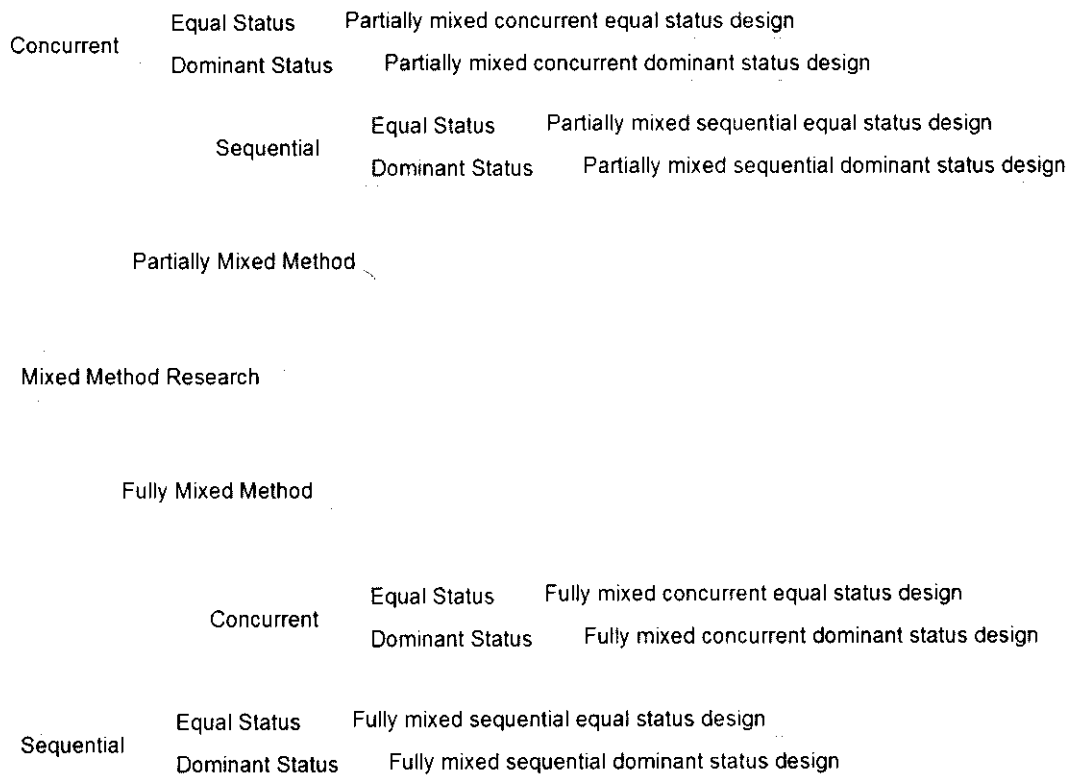 Equal Status Partially mixed concurrent equal status design
Concurrent
Dominant Status Partially mixed concurrent dominant status design
Equal Status Partially mixed sequential equal status design
Sequential
Dominant Status Partially mixed sequential dominant status design
Partially Mixed Method
Mixed Method Research
Fully Mixed Method
Equal Status Fully mixed concurrent equal status design
Concurrent
Dominant Status Fully mixed concurrent dominant status design
Equal Status Fully mixed sequential equal status design
Sequential
Dominant Status Fully mixed sequential dominant status design